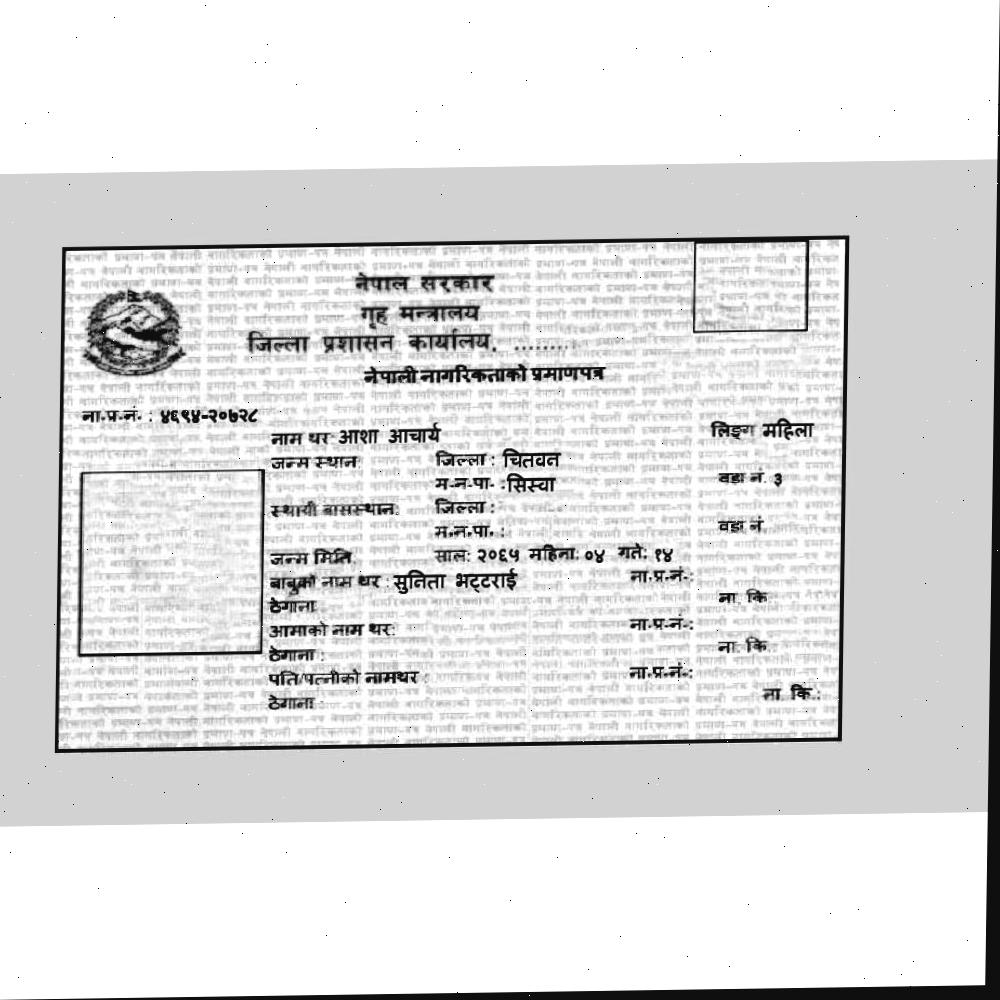 नेपाल सरकार
गृह मन्त्रालय
जिल्ला प्रशासन कार्यालय. .........
नेपाली नागरिकताको प्रमाणपत्र
ना.प्र.नं. : ४६९४-२०७२८
नाम थर आशा आचार्य लिङ्ग महिला
जन्म स्थान जिल्ला : चितवन
म.न.पा. :सिस्वा वडा नं. ३
स्थायी बासस्थान: जिल्ला :
म.न.पा. : वडा नं
जन्म मिति: साल: २०६५ महिना: ०४ गते: १४
बाबुको नाम थर : सुनिता भट्टराई ना.प्र.नं.:
ठेगाना ना. कि
आमाको नाम थर: ना.प्र.नं.:
ठेगाना : ना. कि.
पति/पत्नीको नामथर : ना.प्र.नं.:
ठेगाना : ना. कि.: